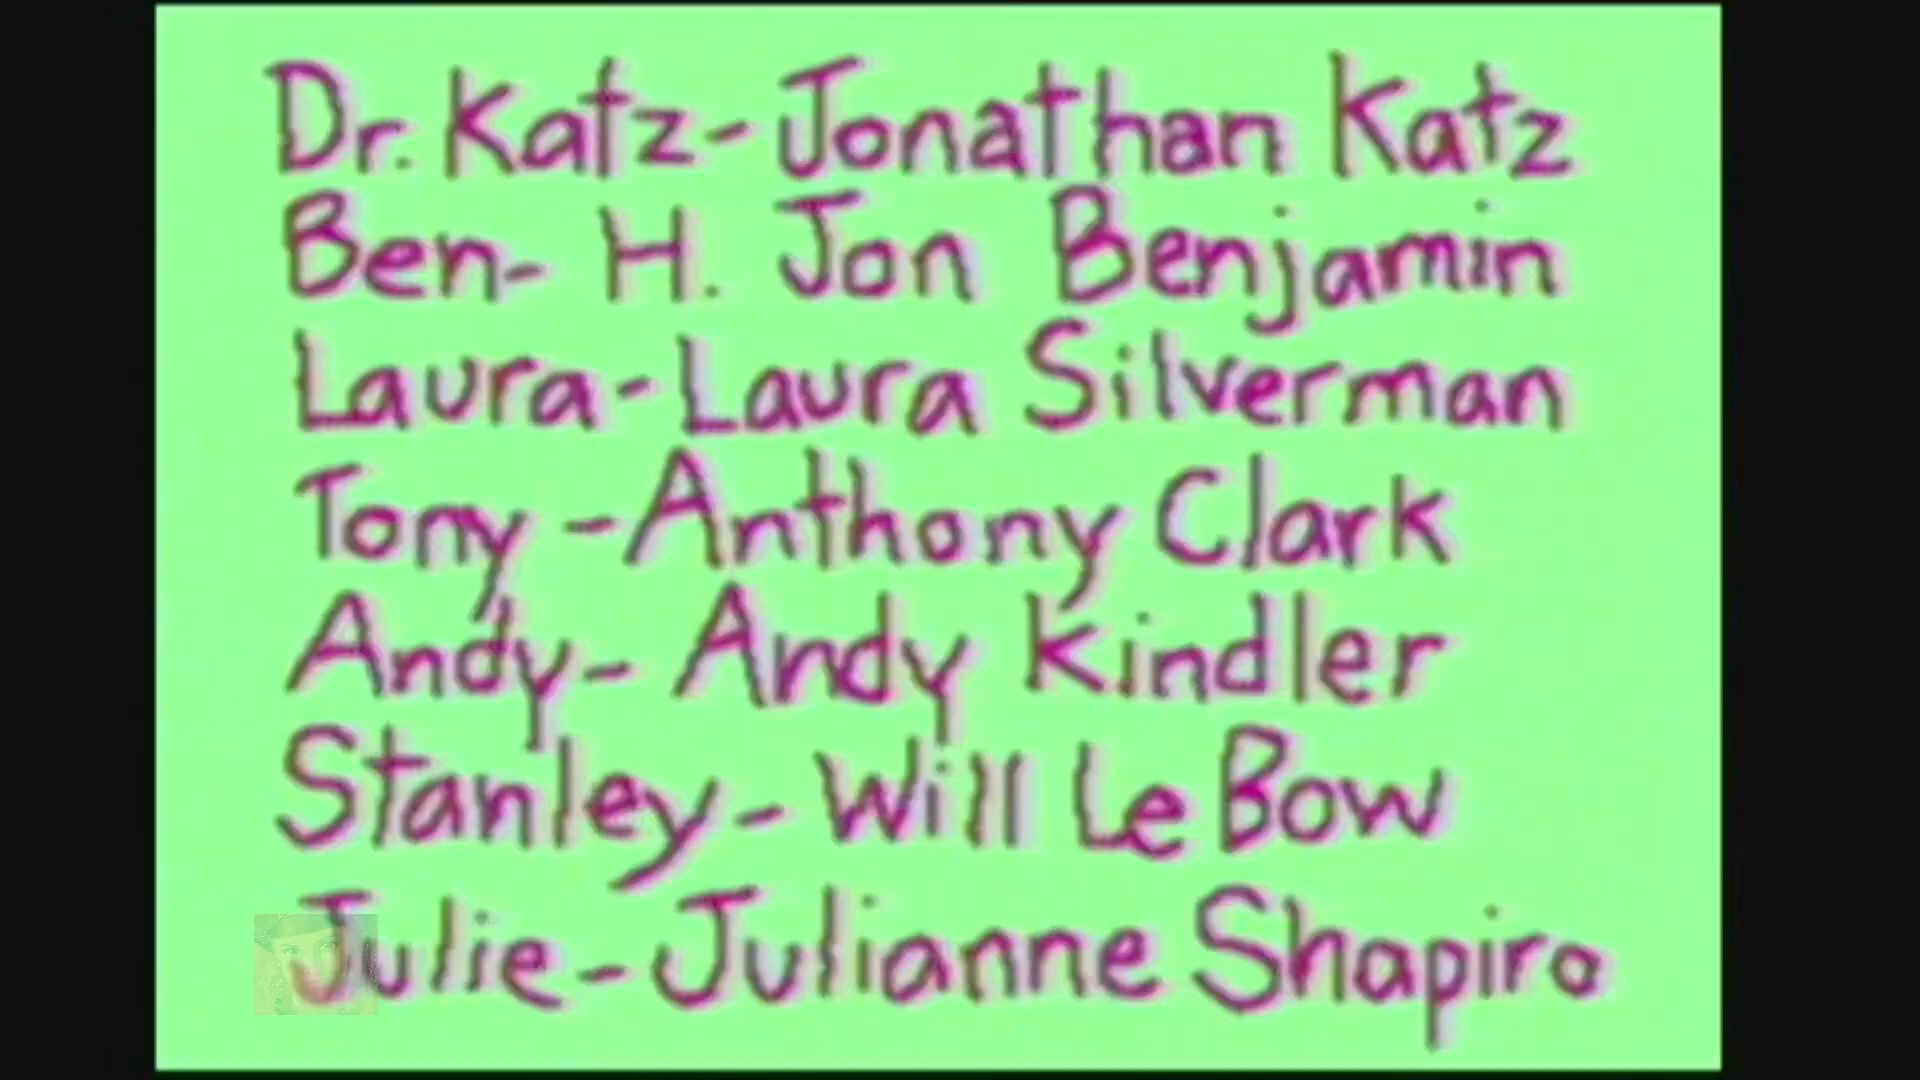 Dr. Katz-Jonathan Katz
Ben- H. Jon Benjamin
Laura-Laura Silverman
Tony -Anthony Clark
Andy- Andy Kindler
Stanley- Will Le Bow
Julie-Julianne Shapiro